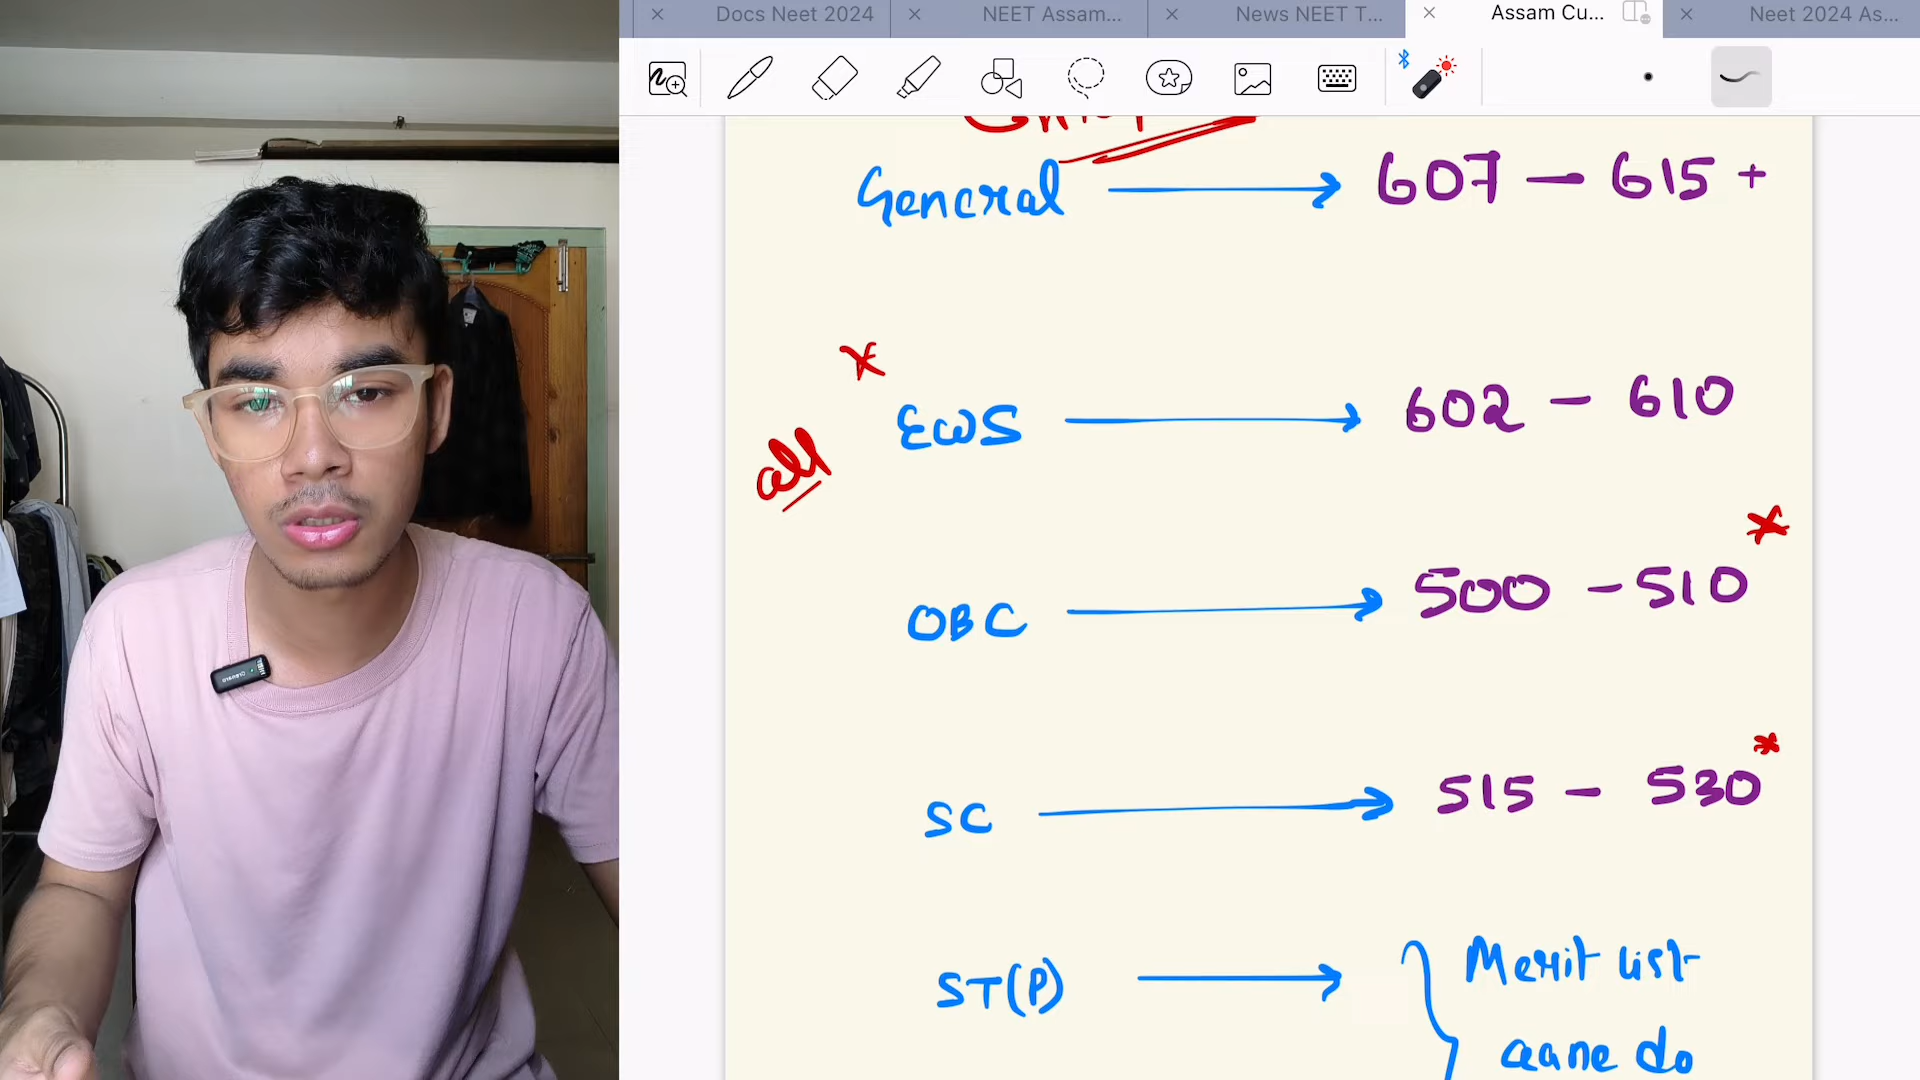 Docs Neet 2024 NEET Assam... News NEET T... Assam Cu... Neet 2024 As...
General → 607 - 615 +
EWS → 602 - 610
all
OBC → 500 - 510
SC → 515 - 530
ST(P) → Merit list
aane do